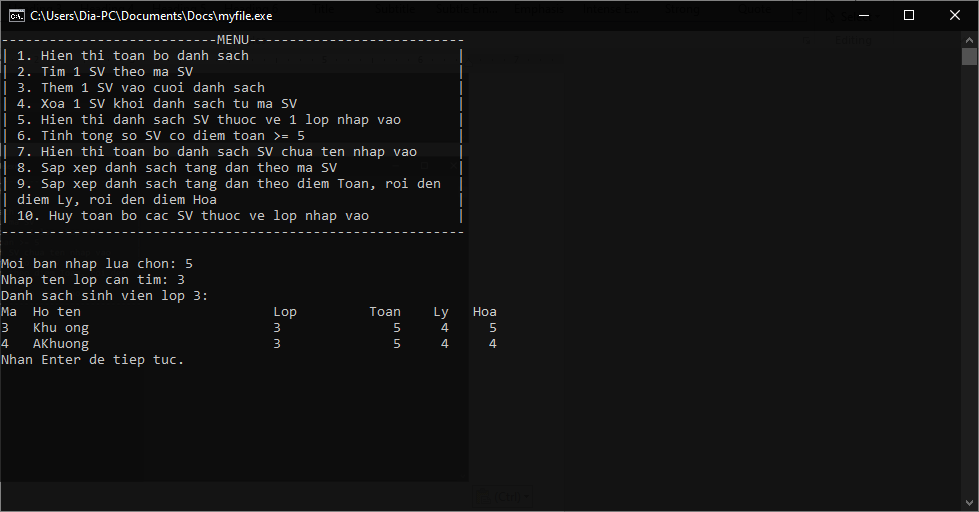 C:\Users\Dia-PC\Documents\Docs\myfile.exe
---------------------------MENU---------------------------
| 1. Hien thi toan bo danh sach |
| 2. Tim 1 SV theo ma SV |
| 3. Them 1 SV vao cuoi danh sach |
| 4. Xoa 1 SV khoi danh sach tu ma SV |
| 5. Hien thi danh sach SV thuoc ve 1 lop nhap vao |
| 6. Tinh tong so SV co diem toan >= 5 |
| 7. Hien thi toan bo danh sach SV chua ten nhap vao |
| 8. Sap xep danh sach tang dan theo ma SV |
| 9. Sap xep danh sach tang dan theo diem Toan, roi den |
| diem Ly, roi den diem Hoa |
| 10. Huy toan bo cac SV thuoc ve lop nhap vao |
----------------------------------------------------------
Moi ban nhap lua chon: 5
Nhap ten lop can tim: 3
Danh sach sinh vien lop 3:
Ma Ho ten Lop Toan Ly Hoa
3 Khu ong 3 5 4 5
4 AKhuong 3 5 4 4
Nhan Enter de tiep tuc.